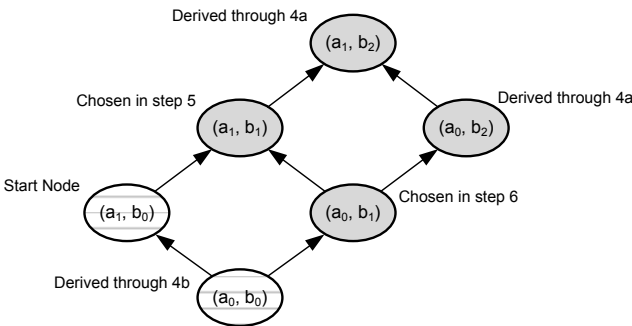 Derived through 4a
(a₁, b₂)
Chosen in step 5
Derived through 4a
(a₁, b₁)
(a₀, b₂)
Start Node
Chosen in step 6
(a₁, b₀)
(a₀, b₁)
Derived through 4b
(a₀, b₀)